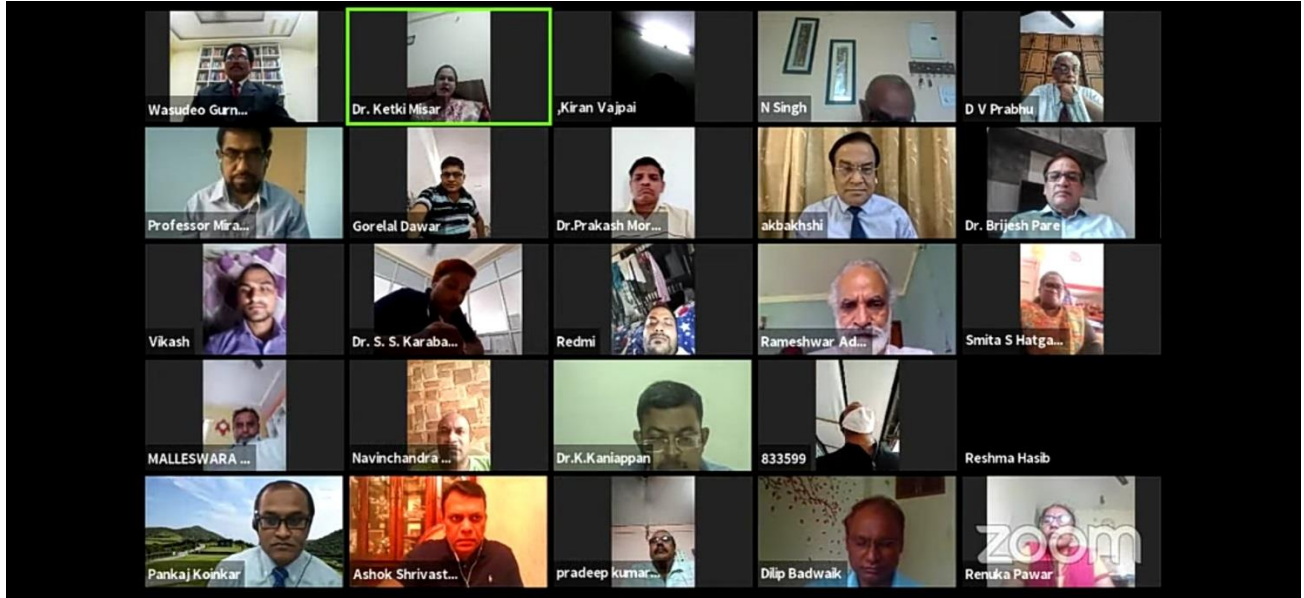 Wasudeo Gurn...
Dr. Ketki Misar
,Kiran Vajpai
N Singh
D V Prabhu
Professor Mira...
Gorelal Dawar
Dr.Prakash Mor...
akbakhshi
Dr. Brijesh Pare
Vikash
Dr. S. S. Karaba...
Redmi
Rameshwar Ad...
Smita S Hatga...
MALLESWARA ...
Navinchandra ...
Dr.K.Kaniappan
833599
Reshma Hasib
Pankaj Koinkar
Ashok Shrivast...
pradeep kumar...
Dilip Badwaik
Renuka Pawar
zoom